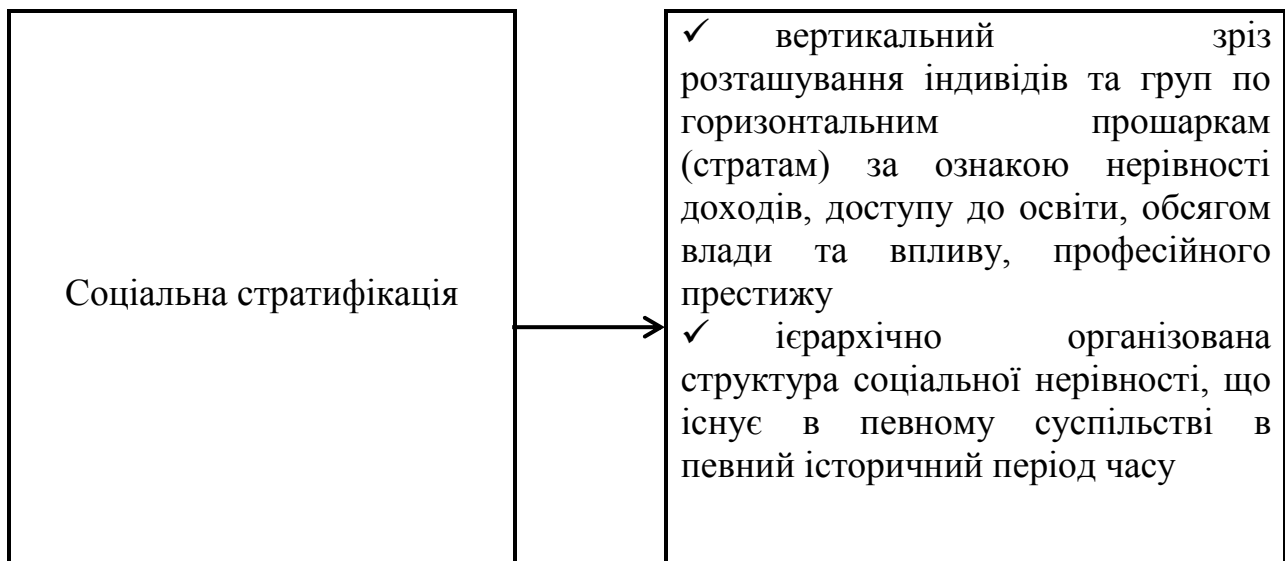 Соціальна стратифікація
✓ вертикальний зріз
розташування індивідів та груп по
горизонтальним прошаркам
(стратам) за ознакою нерівності
доходів, доступу до освіти, обсягом
влади та впливу, професійного
престижу
✓ ієрархічно організована
структура соціальної нерівності, що
існує в певному суспільстві в
певний історичний період часу